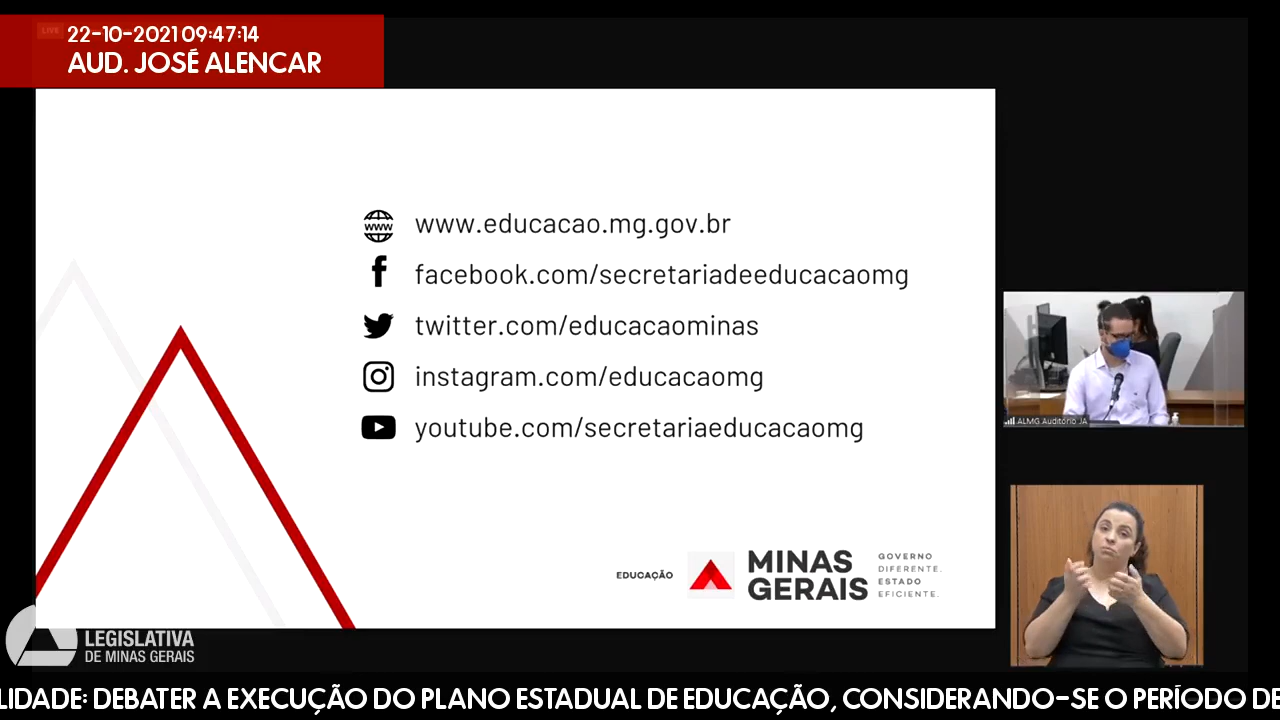 LIVE
22-10-2021 09:47:14
AUD. JOSÉ ALENCAR
WWW
www.educacao.mg.gov.br
facebook.com/secretariadeeducacaomg
twitter.com/educacaominas
instagram.com/educacaomg
youtube.com/secretariaeducacaomg
EDUCAÇÃO
MINAS
GERAIS
GOVERNO
DIFERENTE.
ESTADO
EFICIENTE.
ALMG Auditório JA
LEGISLATIVA
DE MINAS GERAIS
LIDADE: DEBATER A EXECUÇÃO DO PLANO ESTADUAL DE EDUCAÇÃO, CONSIDERANDO-SE O PERÍODO DE